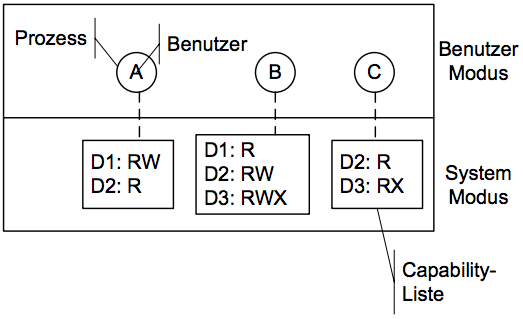 Prozess
Benutzer
A
B
C
Benutzer
Modus
D1: RW
D2: R
D1: R
D2: RW
D3: RWX
D2: R
D3: RX
System
Modus
Capability-
Liste